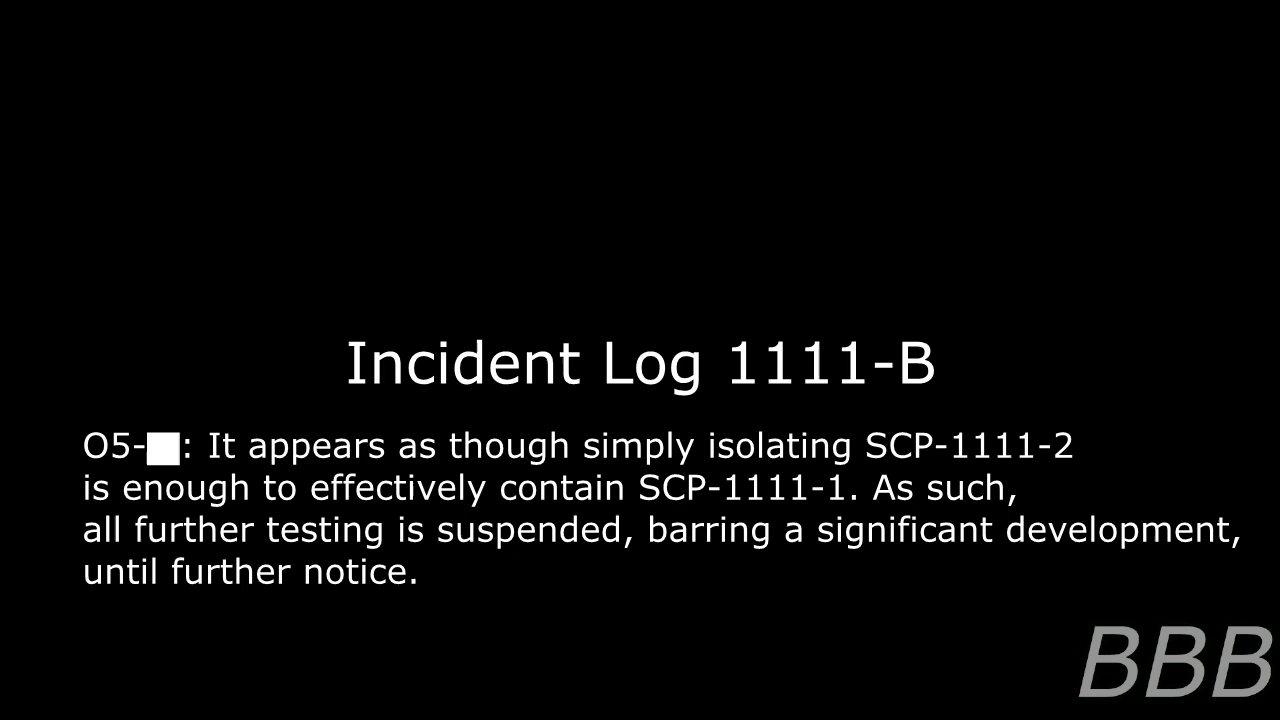 Incident Log 1111-B
O5-█: It appears as though simply isolating SCP-1111-2
is enough to effectively contain SCP-1111-1. As such,
all further testing is suspended, barring a significant development,
until further notice.
BBB